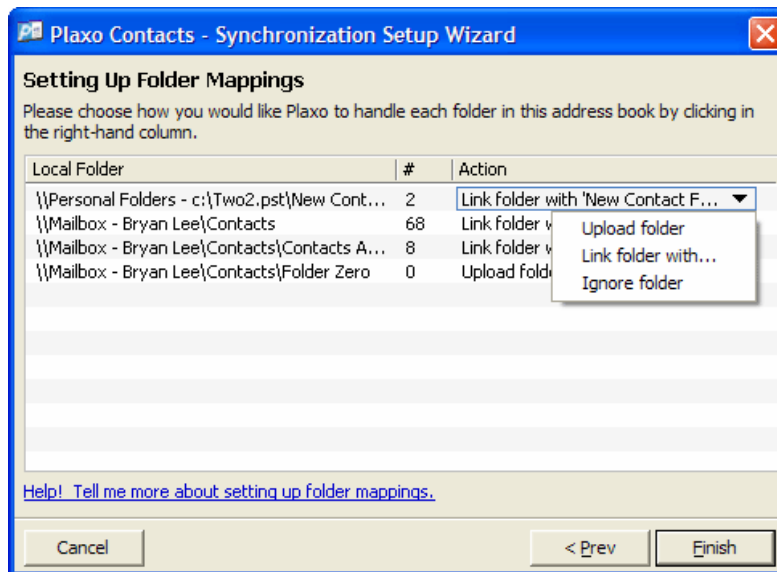 Plaxo Contacts - Synchronization Setup Wizard
Setting Up Folder Mappings
Please choose how you would like Plaxo to handle each folder in this address book by clicking in
the right-hand column.
Local Folder # Action
\\Personal Folders - c:\Two2.pst\New Cont... 2 Link folder with 'New Contact F...
\\Mailbox - Bryan Lee\Contacts 68 Link folder
\\Mailbox - Bryan Lee\Contacts\Contacts A... 8 Link folder
\\Mailbox - Bryan Lee\Contacts\Folder Zero 0 Upload
Upload folder
Link folder with...
Ignore folder
Help! Tell me more about setting up folder mappings.
Cancel < Prev Finish